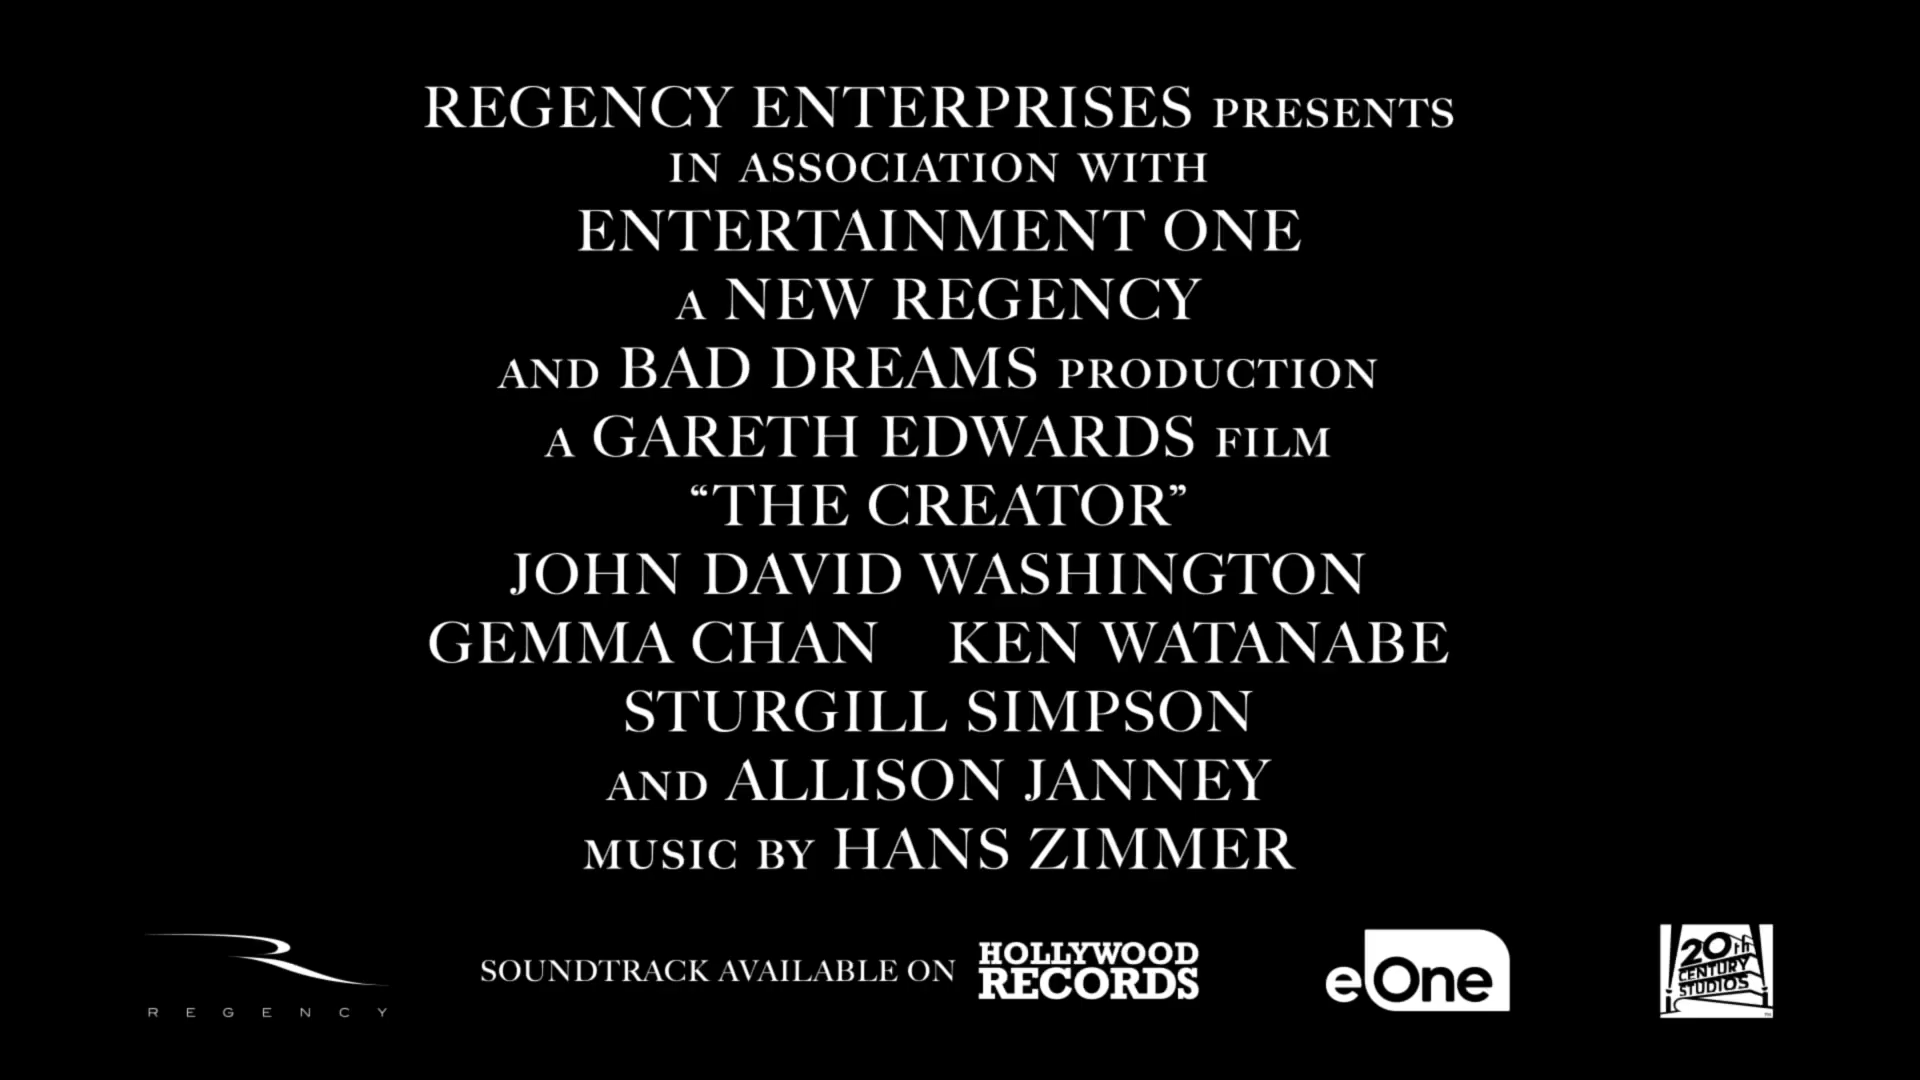 REGENCY ENTERPRISES PRESENTS
IN ASSOCIATION WITH
ENTERTAINMENT ONE
A NEW REGENCY
AND BAD DREAMS PRODUCTION
A GARETH EDWARDS FILM
“THE CREATOR”
JOHN DAVID WASHINGTON
GEMMA CHAN KEN WATANABE
STURGILL SIMPSON
AND ALLISON JANNEY
MUSIC BY HANS ZIMMER
REGENCY
SOUNDTRACK AVAILABLE ON
HOLLYWOOD
RECORDS
eOne
20th
CENTURY
STUDIOS